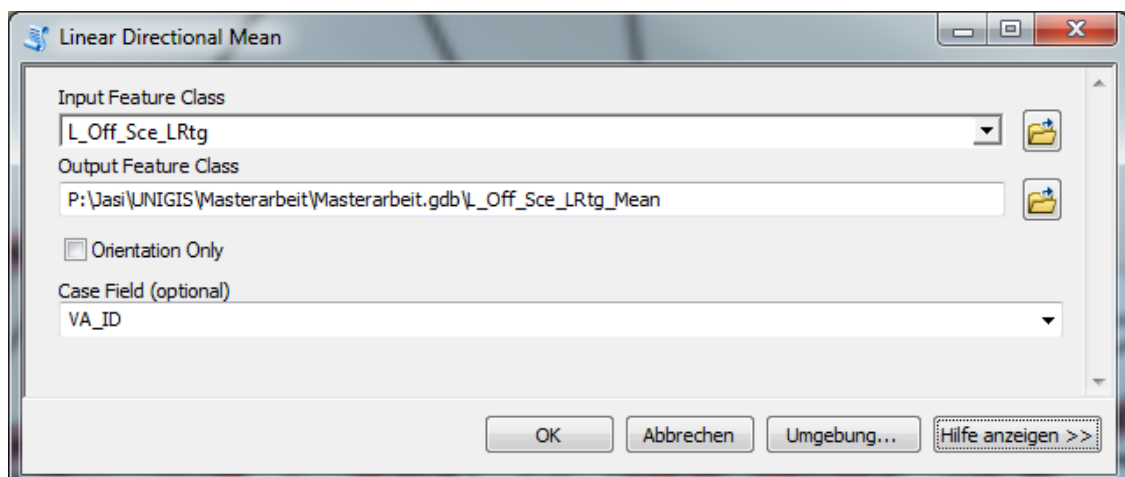 Linear Directional Mean
Input Feature Class
L_Off_Sce_LRtg
Output Feature Class
P:\Jasi\UNIGIS\Masterarbeit\Masterarbeit.gdb\L_Off_Sce_LRtg_Mean
Orientation Only
Case Field (optional)
VA_ID
OK Abbrechen Umgebung... Hilfe anzeigen >>